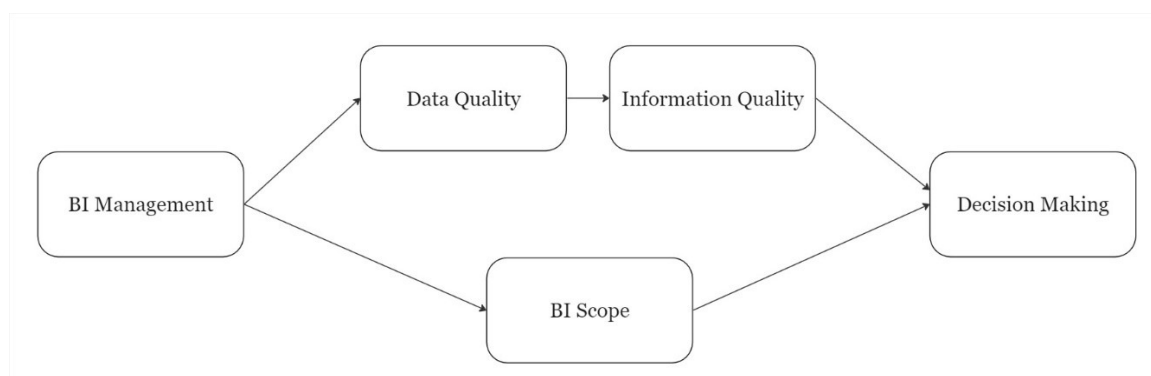 Data Quality
Information Quality
BI Management
Decision Making
BI Scope